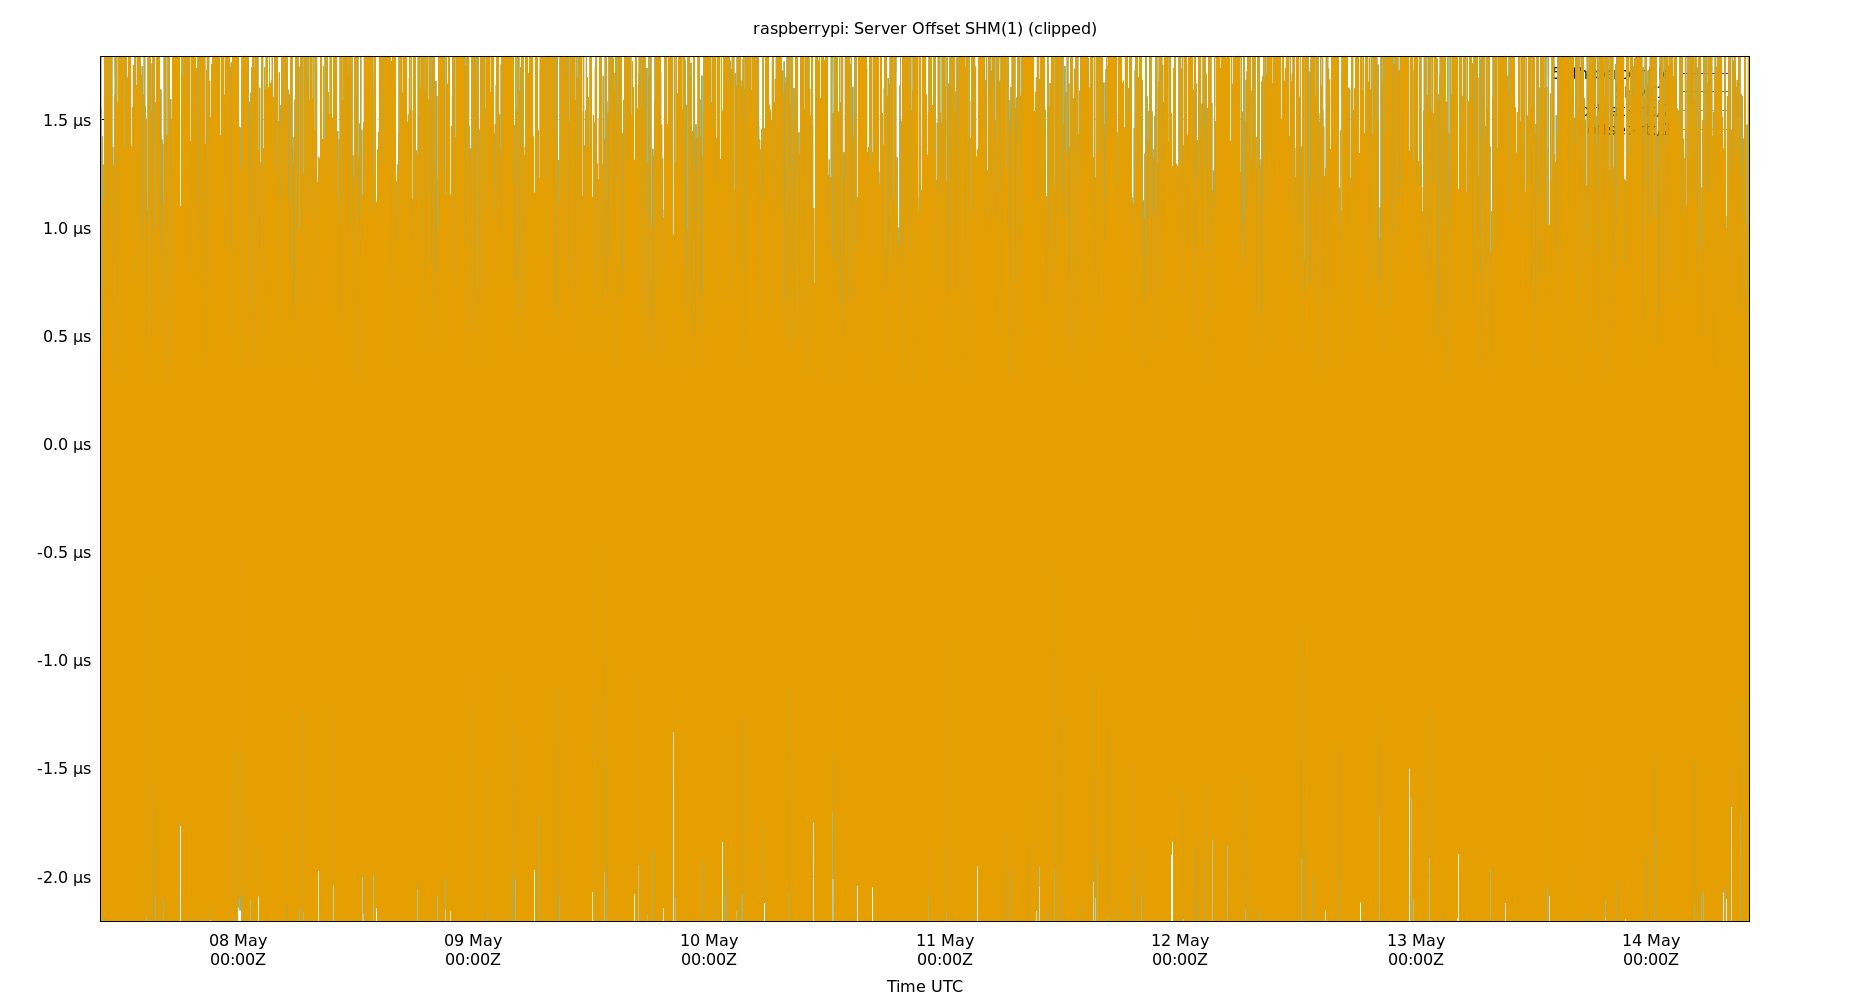 raspberrypi: Server Offset SHM(1) (clipped)
1.5 µs
1.0 µs
0.5 µs
0.0 µs
-0.5 µs
-1.0 µs
-1.5 µs
-2.0 µs
08 May 09 May 10 May 11 May 12 May 13 May 14 May
00:00Z 00:00Z 00:00Z 00:00Z 00:00Z 00:00Z 00:00Z
Time UTC